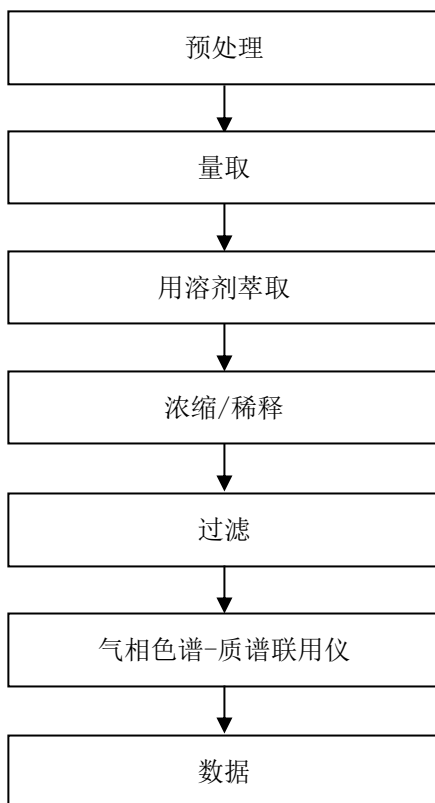 预处理
量取
用溶剂萃取
浓缩/稀释
过滤
气相色谱-质谱联用仪
数据